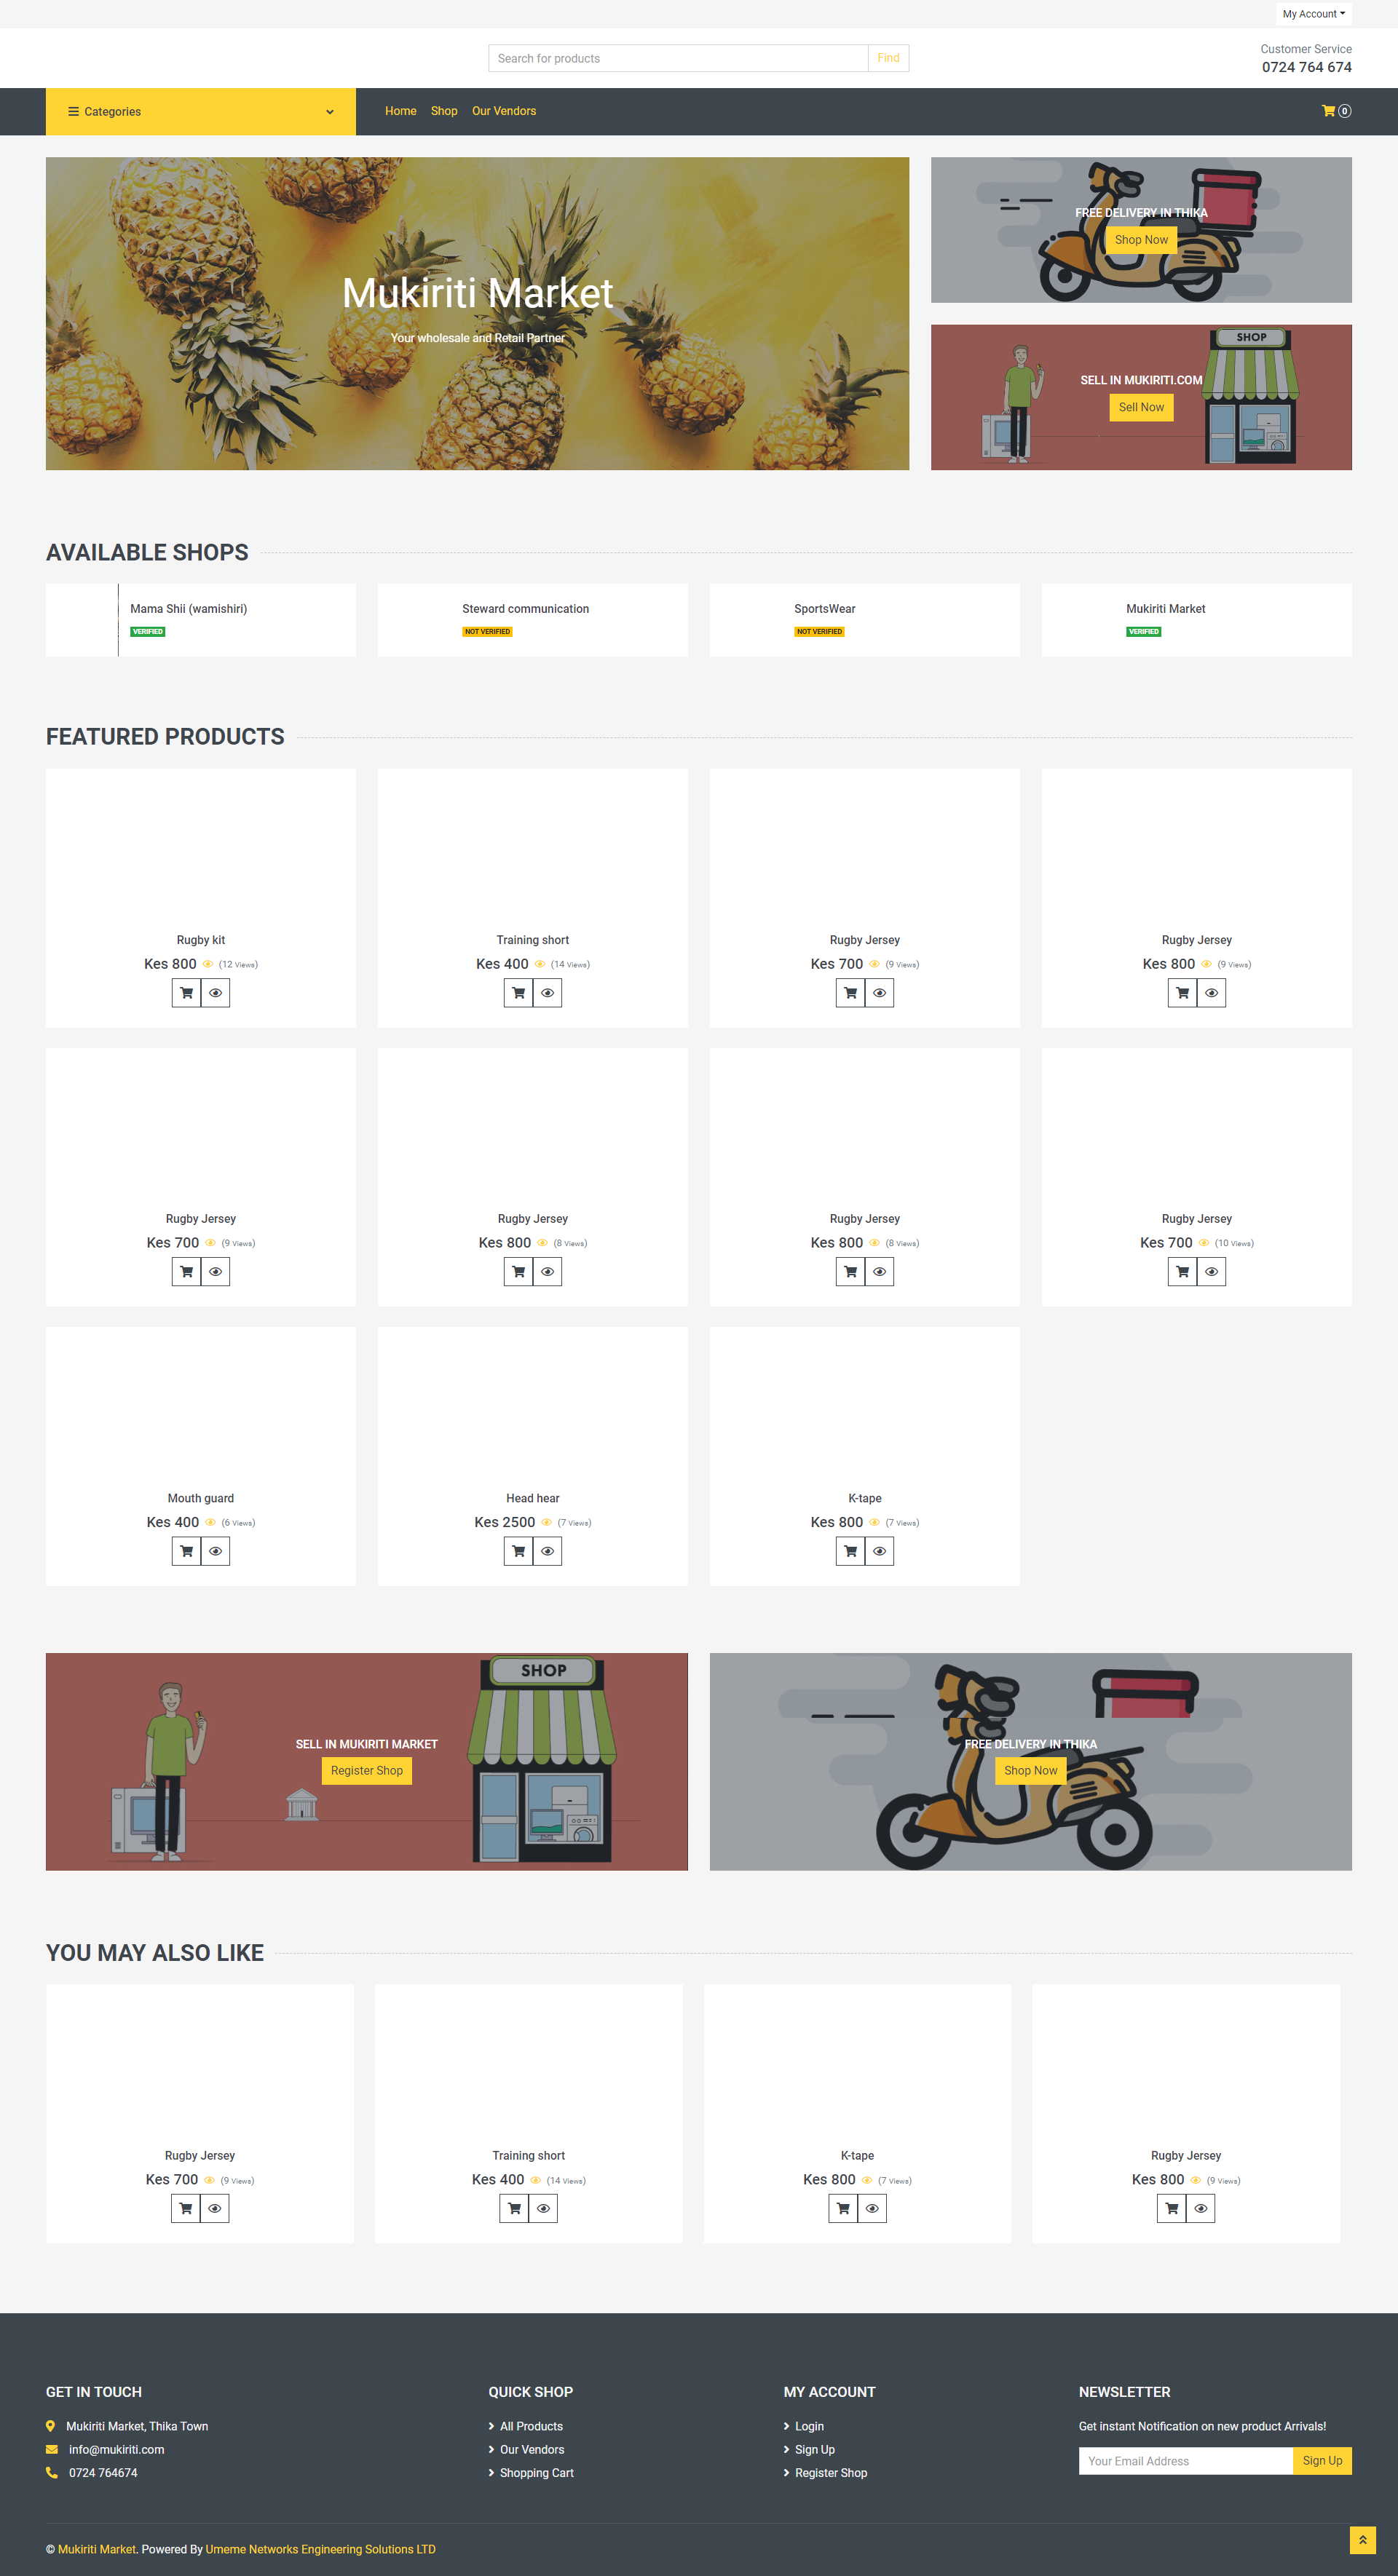 My Account
Search for products
Find
Customer Service
0724 764 674
Categories
Home
Shop
Our Vendors
0
Mukiriti Market
Your wholesale and Retail Partner
FREE DELIVERY IN THIKA
Shop Now
SHOP
SELL IN MUKIRITI.COM
Sell Now
AVAILABLE SHOPS
Mama Shii (wamishiri)
VERIFIED
Steward communication
NOT VERIFIED
SportsWear
NOT VERIFIED
Mukiriti Market
VERIFIED
FEATURED PRODUCTS
Rugby kit
Kes 800 (12 Views)
Training short
Kes 400 (14 Views)
Rugby Jersey
Kes 700 (9 Views)
Rugby Jersey
Kes 800 (9 Views)
Rugby Jersey
Kes 700 (9 Views)
Rugby Jersey
Kes 800 (8 Views)
Rugby Jersey
Kes 800 (8 Views)
Rugby Jersey
Kes 700 (10 Views)
Mouth guard
Kes 400 (6 Views)
Head hear
Kes 2500 (7 Views)
K-tape
Kes 800 (7 Views)
SHOP
SELL IN MUKIRITI MARKET
Register Shop
FREE DELIVERY IN THIKA
Shop Now
YOU MAY ALSO LIKE
Rugby Jersey
Kes 700 (9 Views)
Training short
Kes 400 (14 Views)
K-tape
Kes 800 (7 Views)
Rugby Jersey
Kes 800 (9 Views)
GET IN TOUCH
Mukiriti Market, Thika Town
info@mukiriti.com
0724 764674
QUICK SHOP
All Products
Our Vendors
Shopping Cart
MY ACCOUNT
Login
Sign Up
Register Shop
NEWSLETTER
Get instant Notification on new product Arrivals!
Your Email Address
Sign Up
© Mukiriti Market. Powered By Umeme Networks Engineering Solutions LTD